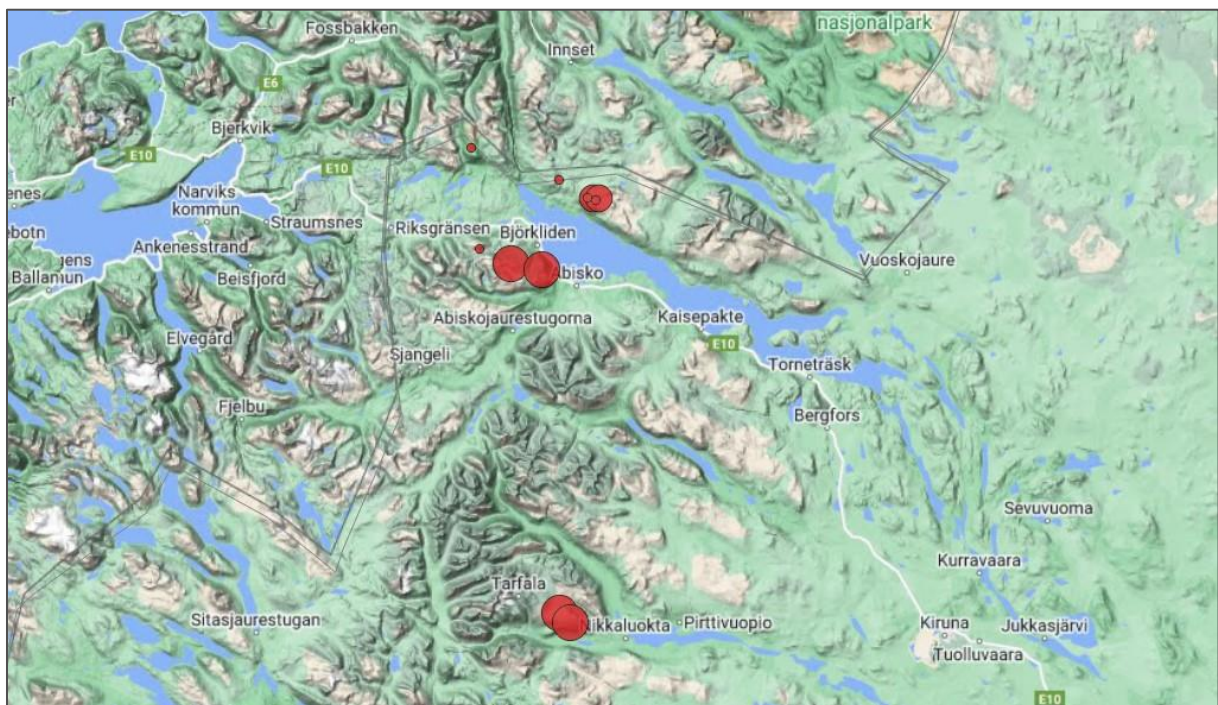 nasjonalpark
Fossbakken
Innset
E6
Bjerkvik
E10
E10
Narviks
kommun
enes
Straumsnes
Riksgränsen
Björkliden
ebotn
Ankenesstrand
Vuoskojaure
gens
Ballangen
Beisfjord
Abisko
Abiskojaurestugorna
Kaisepakte
Elvegård
E10
Sjangeli
Torneträsk
Fjelbu
Bergfors
Sevuvuoma
Kurravaara
Tarfala
Sitasjaurestugan
Nikkaluokta
Pirttivuopio
Kiruna
Jukkasjärvi
Tuolluvaara
E10